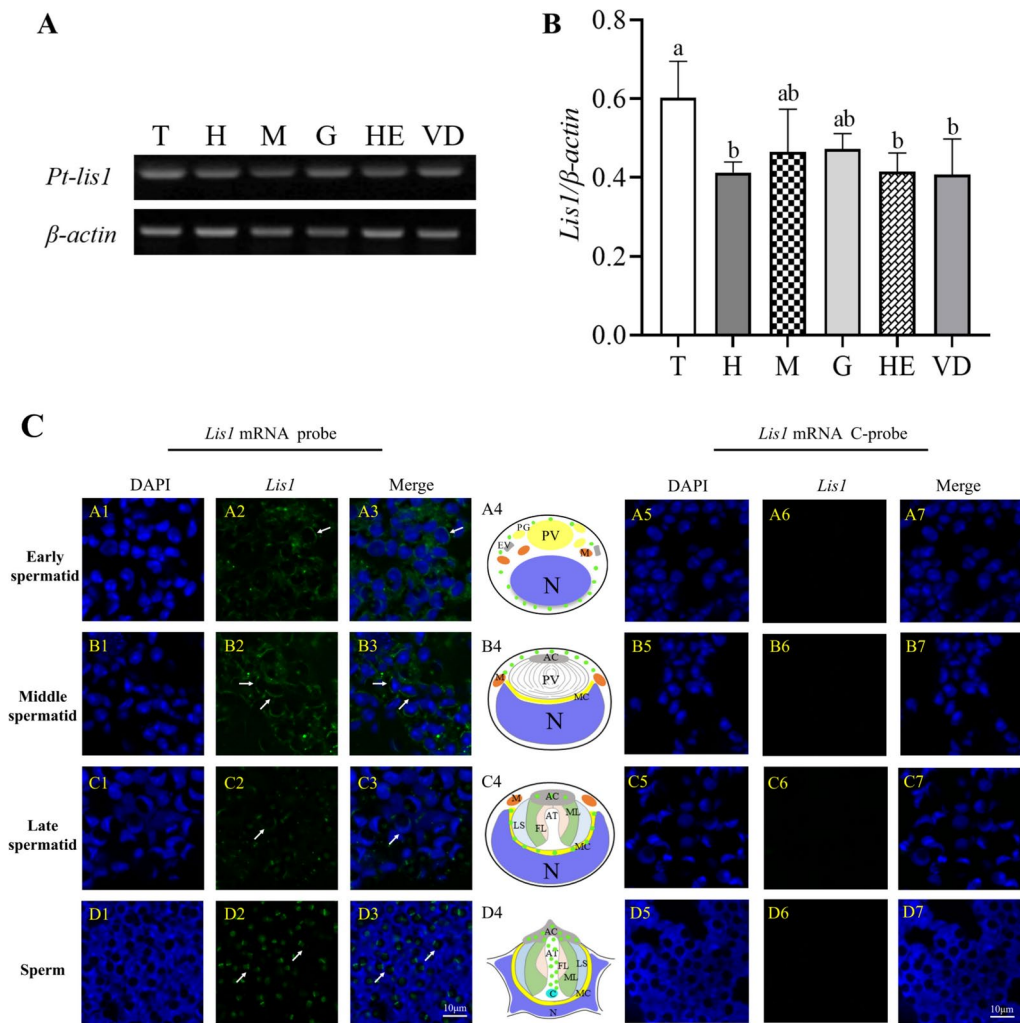 A
T H M G HE VD
Pt-lis1
β-actin
B
Lis1/β-actin
0.8
0.6
0.4
0.2
0.0
a
b
ab
ab
b
b
T H M G HE VD
C
Lis1 mRNA probe
Lis1 mRNA C-probe
DAPI Lis1 Merge
DAPI Lis1 Merge
Early
spermatid
A1 A2 A3 A4 A5 A6 A7
PG PV
EV M
N
Middle
spermatid
B1 B2 B3 B4 B5 B6 B7
AC
M PV
MC
N
Late
spermatid
C1 C2 C3 C4 C5 C6 C7
M AC
AT ML
LS FL
MC
N
Sperm
D1 D2 D3 D4 D5 D6 D7
AC
AT LS
FL
ML
C MC
N
10μm
10μm